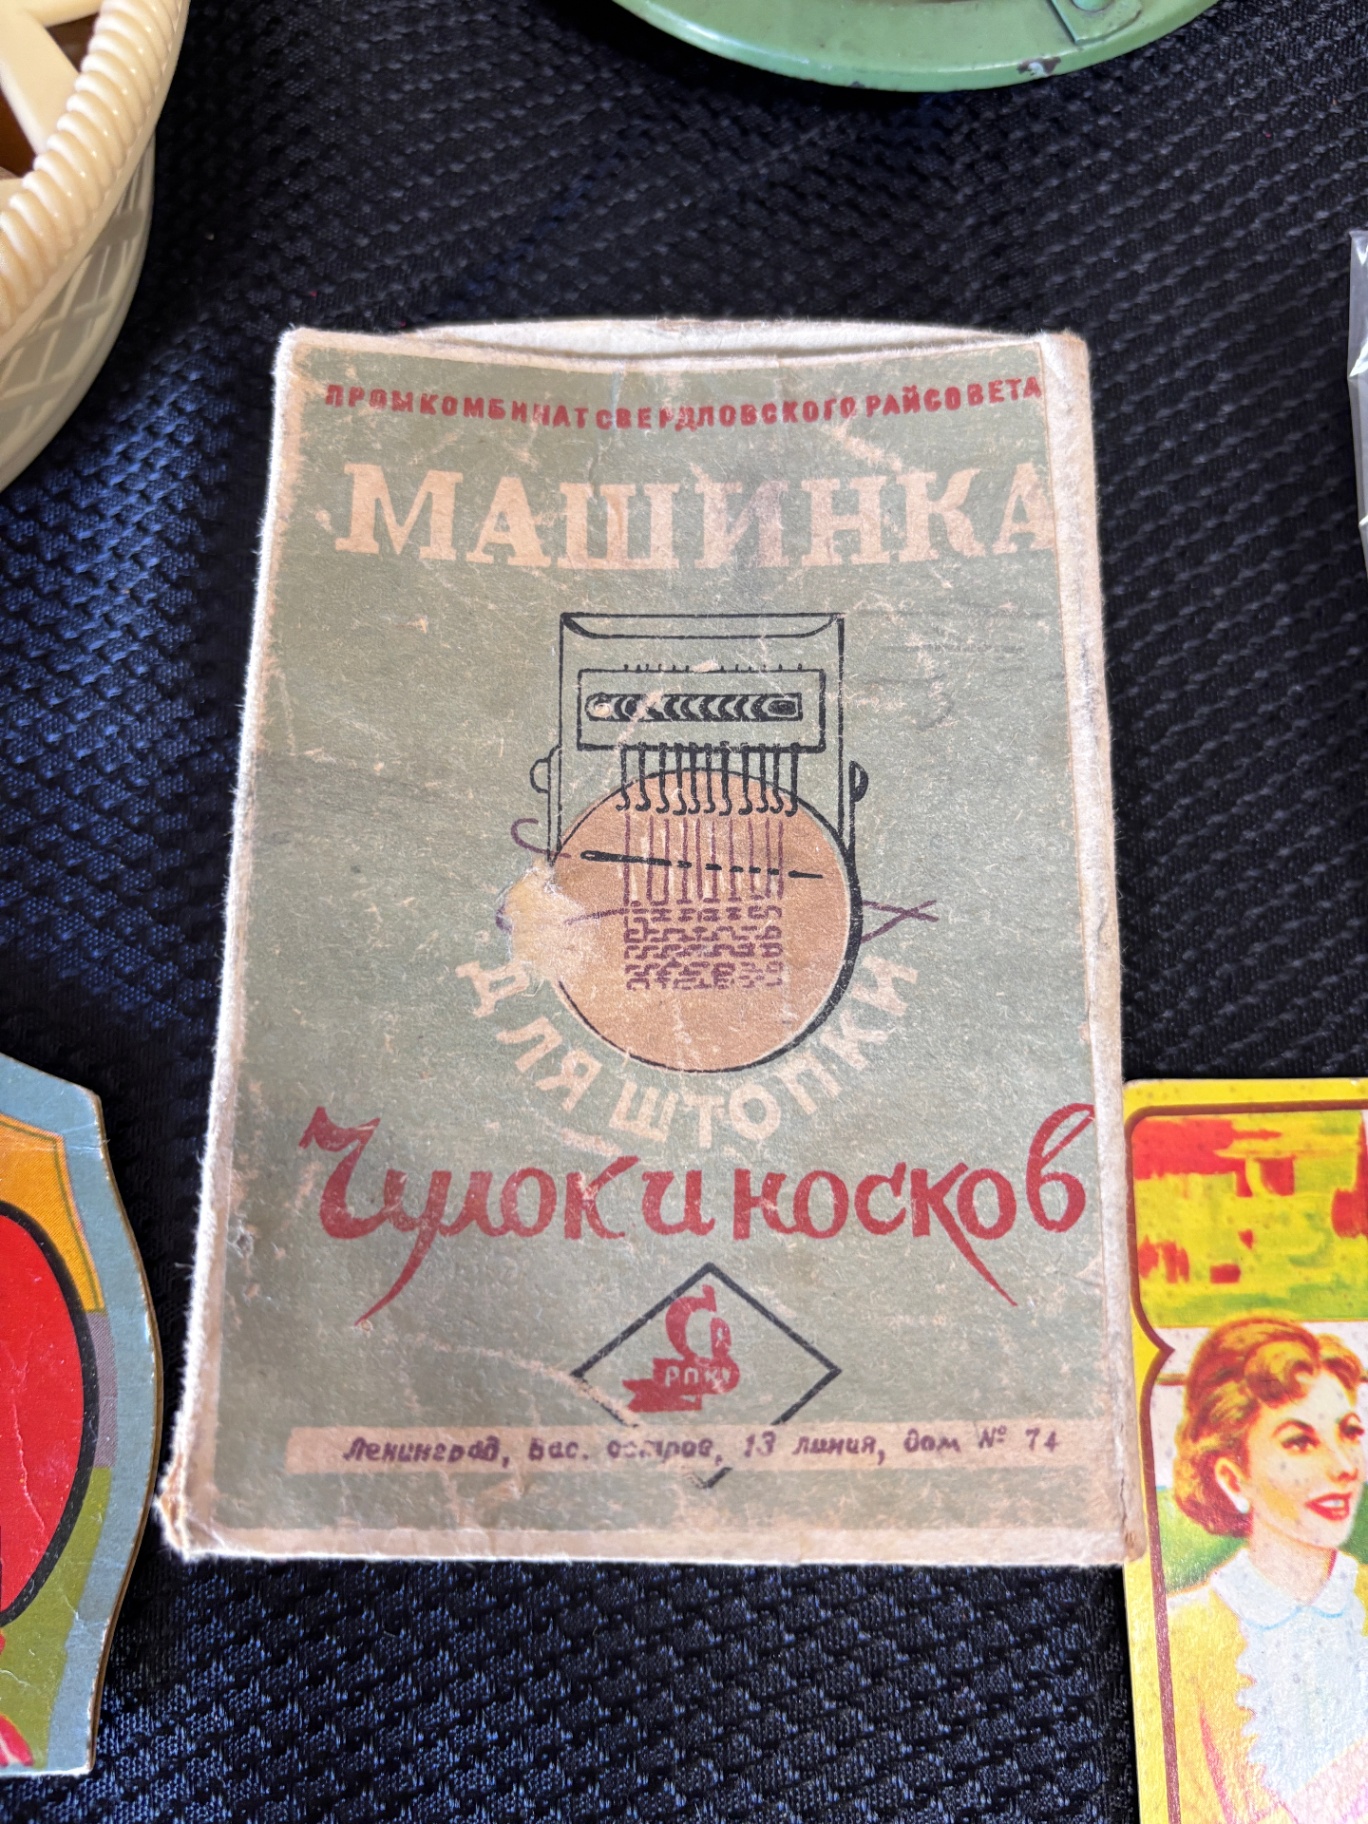 ПРОМКОМБИНАТ СВЕРДЛОВСКОГО РАЙСОВЕТА
МАШИНКА
ДЛЯ ШТОПКИ
Чулок и носков
С
РПК
Ленинград, Вас. остров, 13 линия, дом № 74